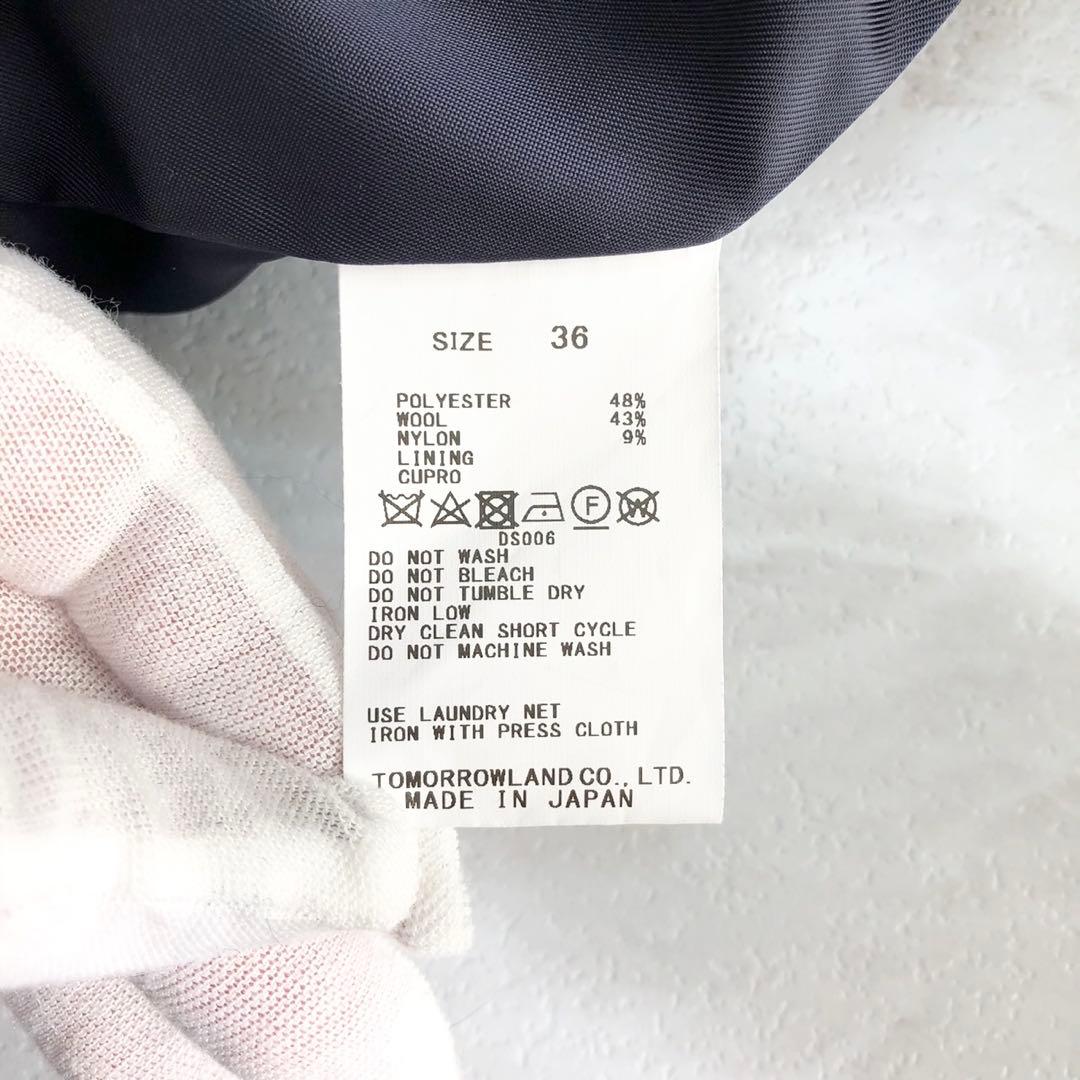 SIZE 36
POLYESTER 48%
WOOL 43%
NYLON 9%
LINING
CUPRO
F W
DS006
DO NOT WASH
DO NOT BLEACH
DO NOT TUMBLE DRY
IRON LOW
DRY CLEAN SHORT CYCLE
DO NOT MACHINE WASH
USE LAUNDRY NET
IRON WITH PRESS CLOTH
TOMORROWLAND CO., LTD.
MADE IN JAPAN